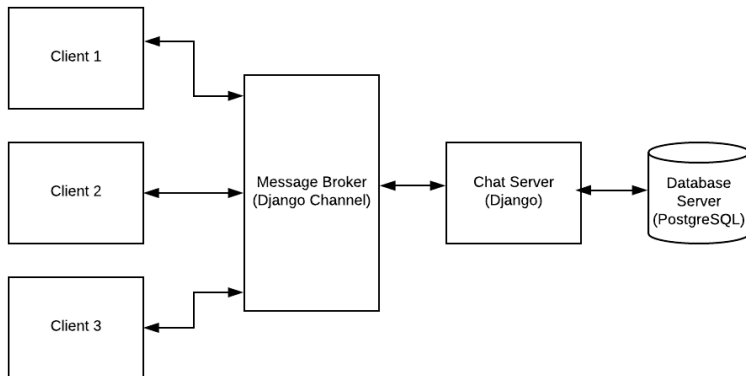 Client 1
Client 2
Client 3
Message Broker
(Django Channel)
Chat Server
(Django)
Database
Server
(PostgreSQL)